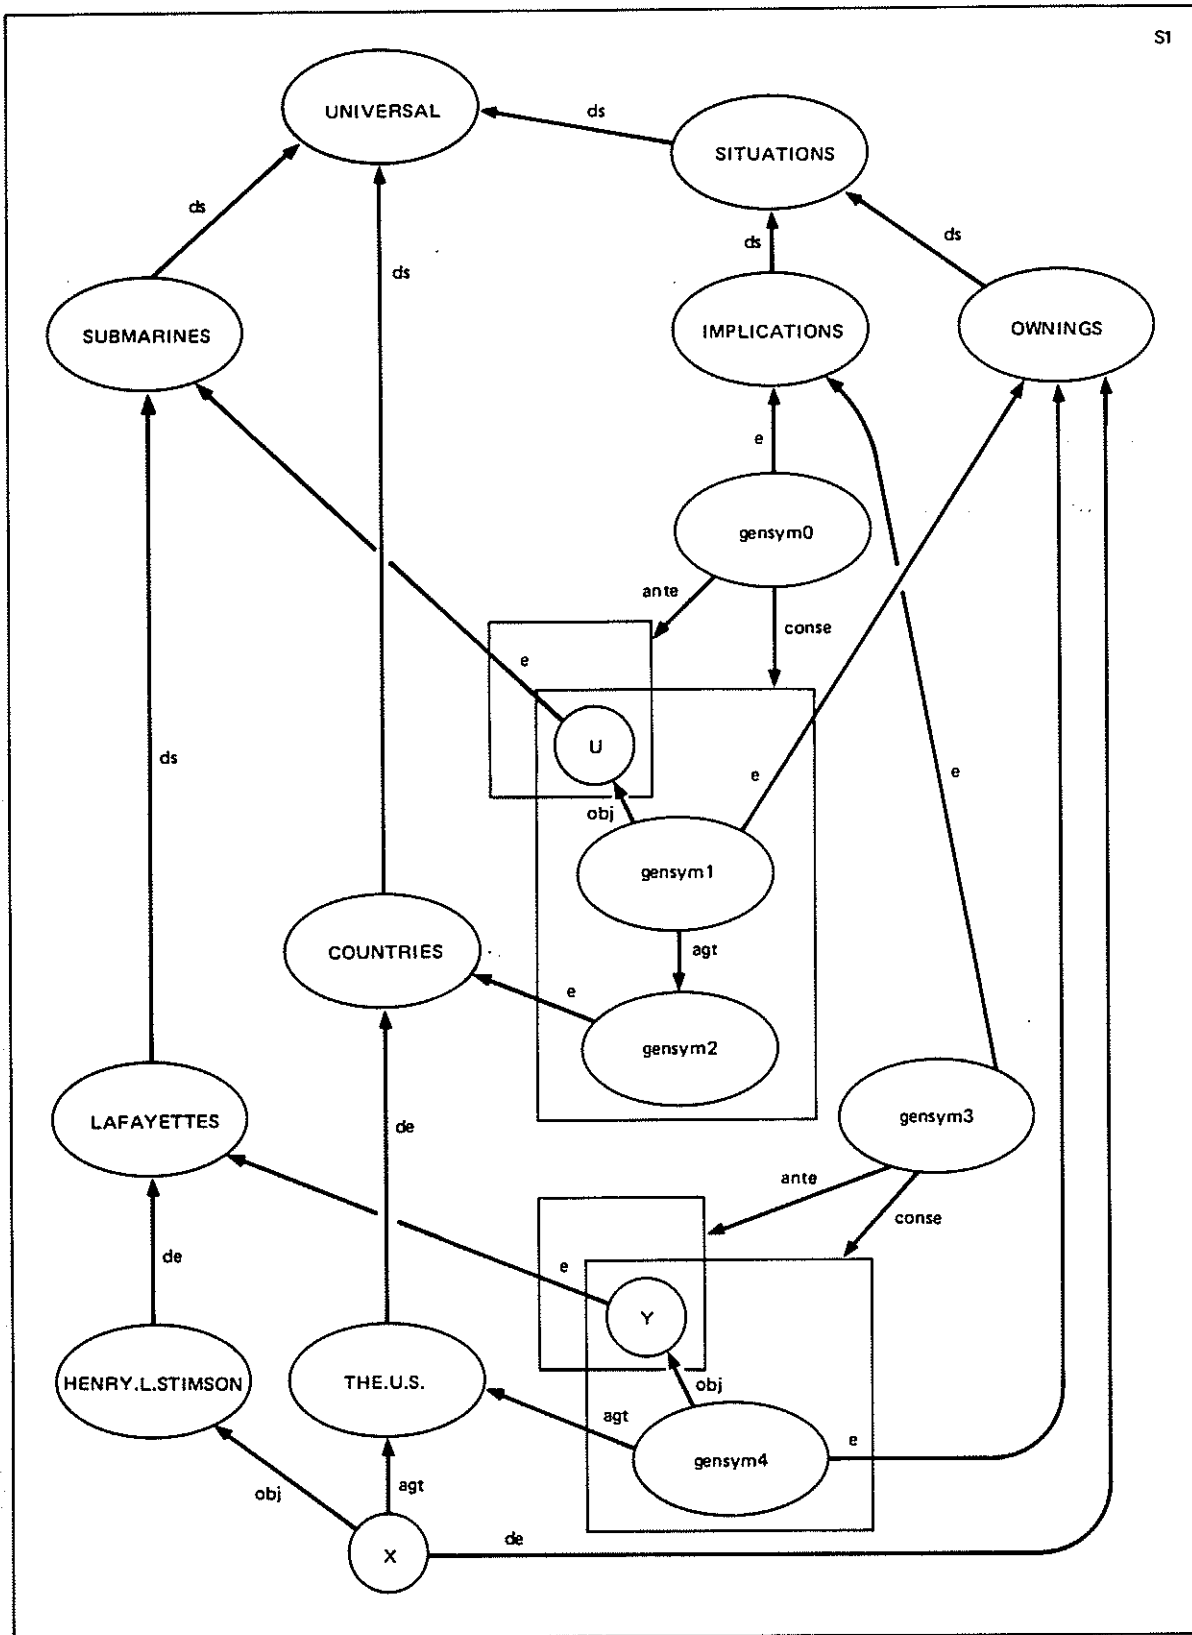 S1
UNIVERSAL
ds
SITUATIONS
ds
ds
ds
ds
SUBMARINES
IMPLICATIONS
OWNINGS
e
gensym0
ante
conse
e
U
ds
e
e
obj
gensym1
COUNTRIES
agt
e
gensym2
LAFAYETTES
gensym3
de
ante
conse
de
e
Y
HENRY.L.STIMSON
THE.U.S.
obj
agt
e
gensym4
obj
agt
de
X